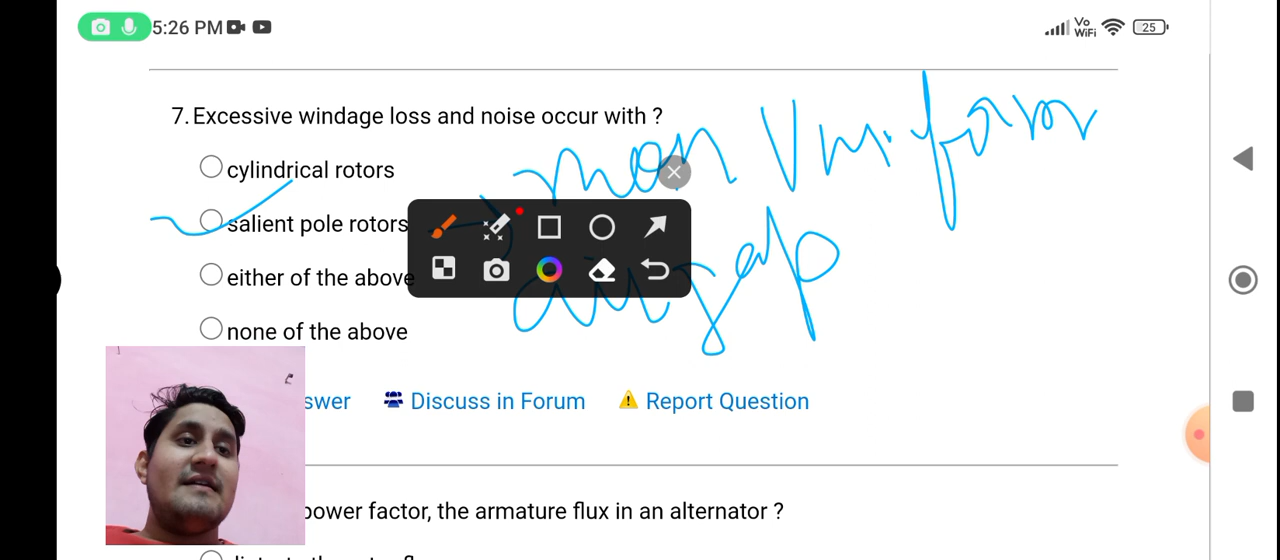 5:26 PM
Vo
WiFi
25
7. Excessive windage loss and noise occur with ?
cylindrical rotors
salient pole rotors
either of the above
none of the above
non Uniform
airgap
swer Discuss in Forum Report Question
power factor, the armature flux in an alternator ?